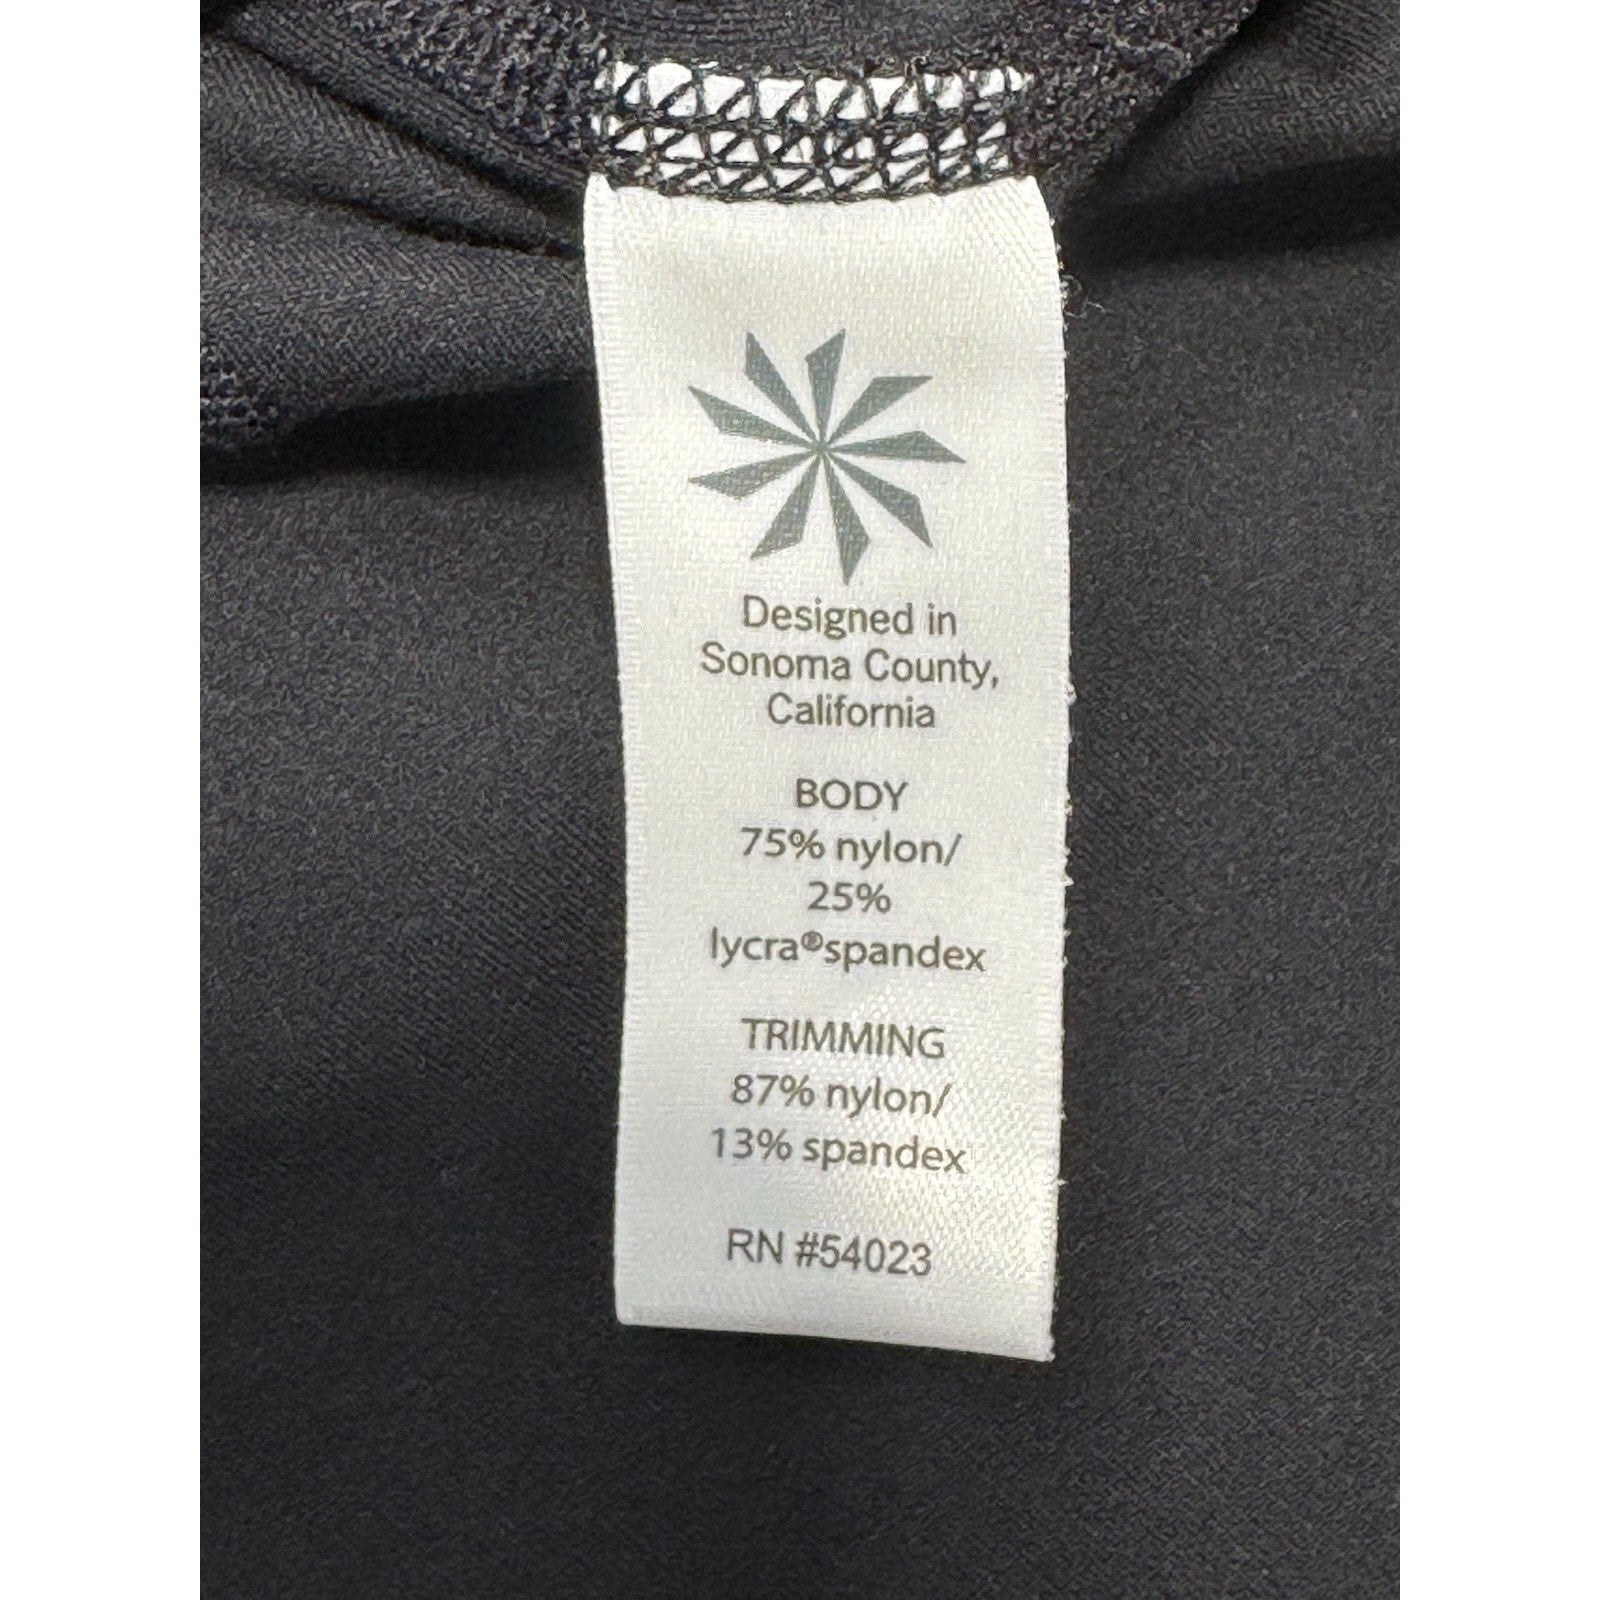 Designed in
Sonoma County,
California
BODY
75% nylon/
25%
lycra®spandex
TRIMMING
87% nylon/
13% spandex
RN #54023